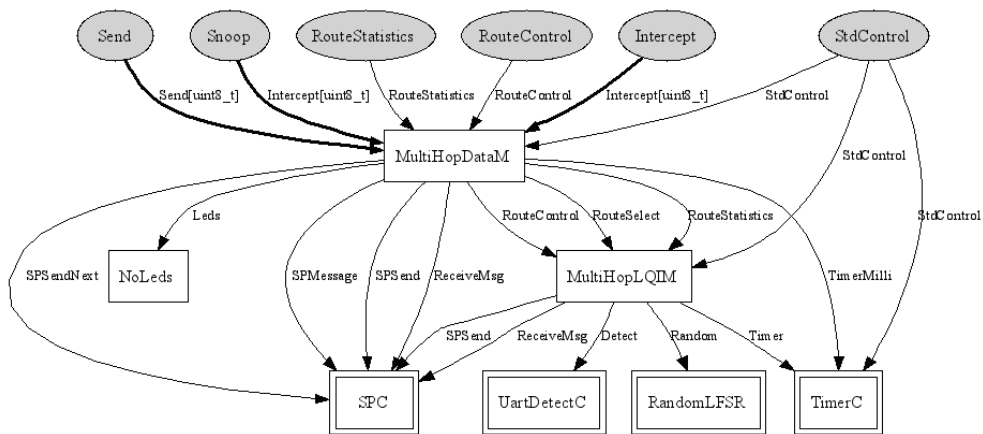 Send
Snoop
RouteStatistics
RouteControl
Intercept
StdControl
Send[uint8_t]
Intercept[uint8_t]
RouteStatistics
RouteControl
Intercept[uint8_t]
StdControl
MultiHopDataM
StdControl
Leds
RouteControl
RouteSelect
RouteStatistics
StdControl
SPSendNext
NoLeds
SPMessage
SPSend
ReceiveMsg
MultiHopLQIM
TimerMilli
SPSend
ReceiveMsg
Detect
Random
Timer
SPC
UartDetectC
RandomLFSR
TimerC